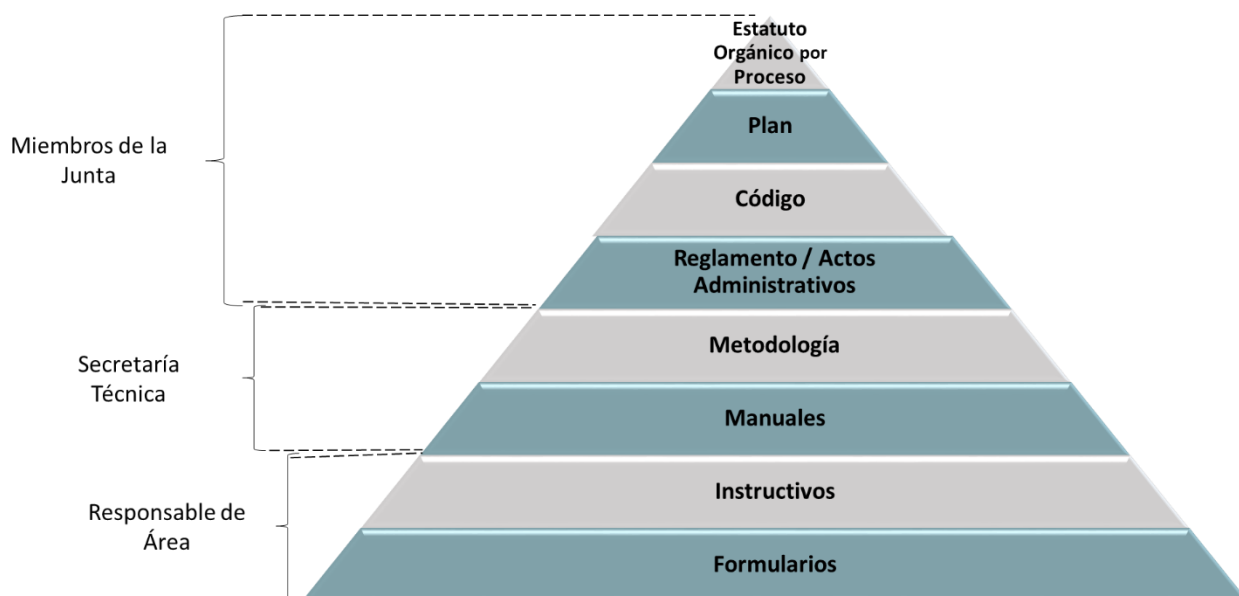 Estatuto
Orgánico por
Proceso
Plan
Miembros de la
Junta
Código
Reglamento / Actos
Administrativos
Metodología
Secretaría
Técnica
Manuales
Instructivos
Responsable de
Área
Formularios